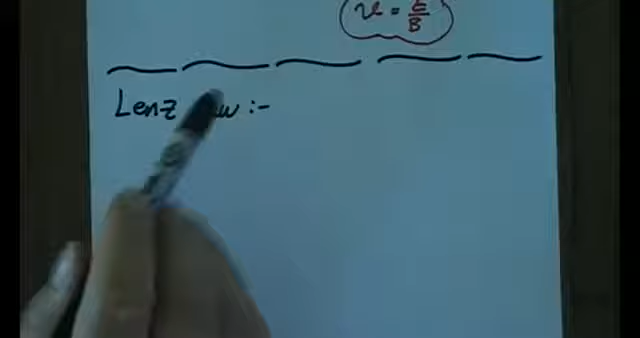 v = E/B
Lenz :-